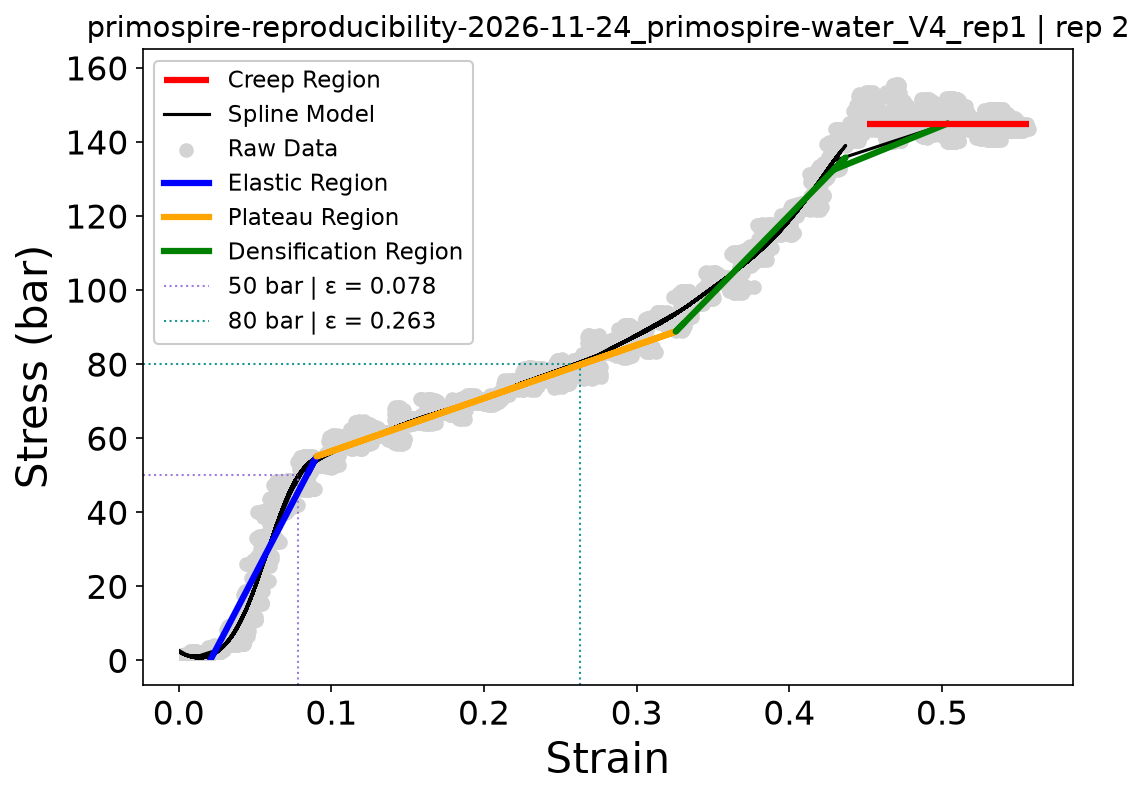 primospire-reproducibility-2026-11-24_primospire-water_V4_rep1 | rep 2
Creep Region
Spline Model
Raw Data
Elastic Region
Plateau Region
Densification Region
50 bar | ε = 0.078
80 bar | ε = 0.263
160
140
120
100
80
60
40
20
0
Stress (bar)
0.0 0.1 0.2 0.3 0.4 0.5
Strain